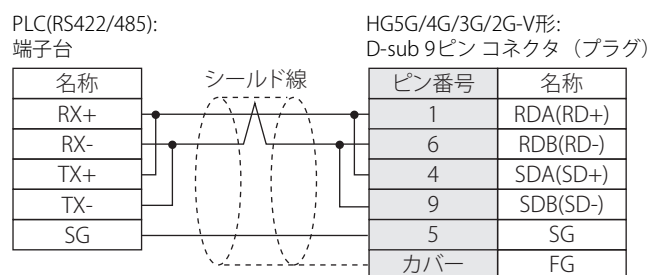 PLC(RS422/485):
端子台
HG5G/4G/3G/2G-V形:
D-sub 9ピン コネクタ（プラグ）
名称 シールド線 ピン番号 名称
RX+ 1 RDA(RD+)
RX- 6 RDB(RD-)
TX+ 4 SDA(SD+)
TX- 9 SDB(SD-)
SG 5 SG
カバー FG